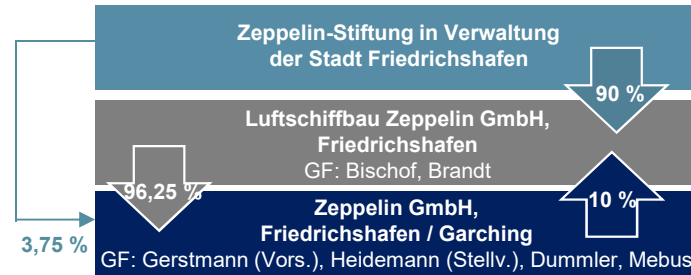 Zeppelin-Stiftung in Verwaltung
der Stadt Friedrichshafen
90 %
Luftschiffbau Zeppelin GmbH,
Friedrichshafen
GF: Bischof, Brandt
96,25 %
10 %
Zeppelin GmbH,
Friedrichshafen / Garching
3,75 %
GF: Gerstmann (Vors.), Heidemann (Stellv.), Dummler, Mebus